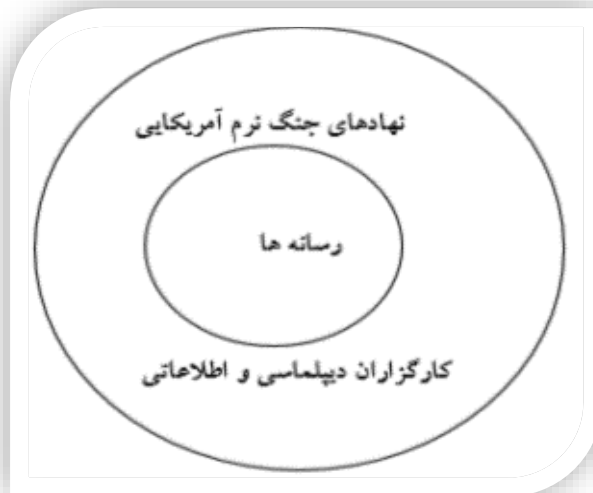 نهادهای جنگ نرم آمریکایی
رسانه ها
کارگزاران دیپلماسی و اطلاعاتی